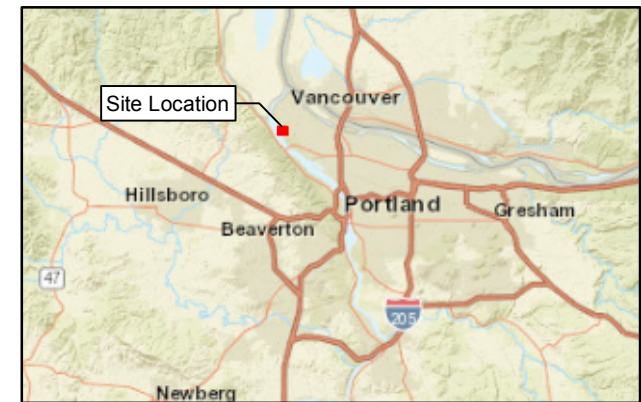 Vancouver
Site Location
Hillsboro
Portland
Gresham
Beaverton
47
205
Newberg